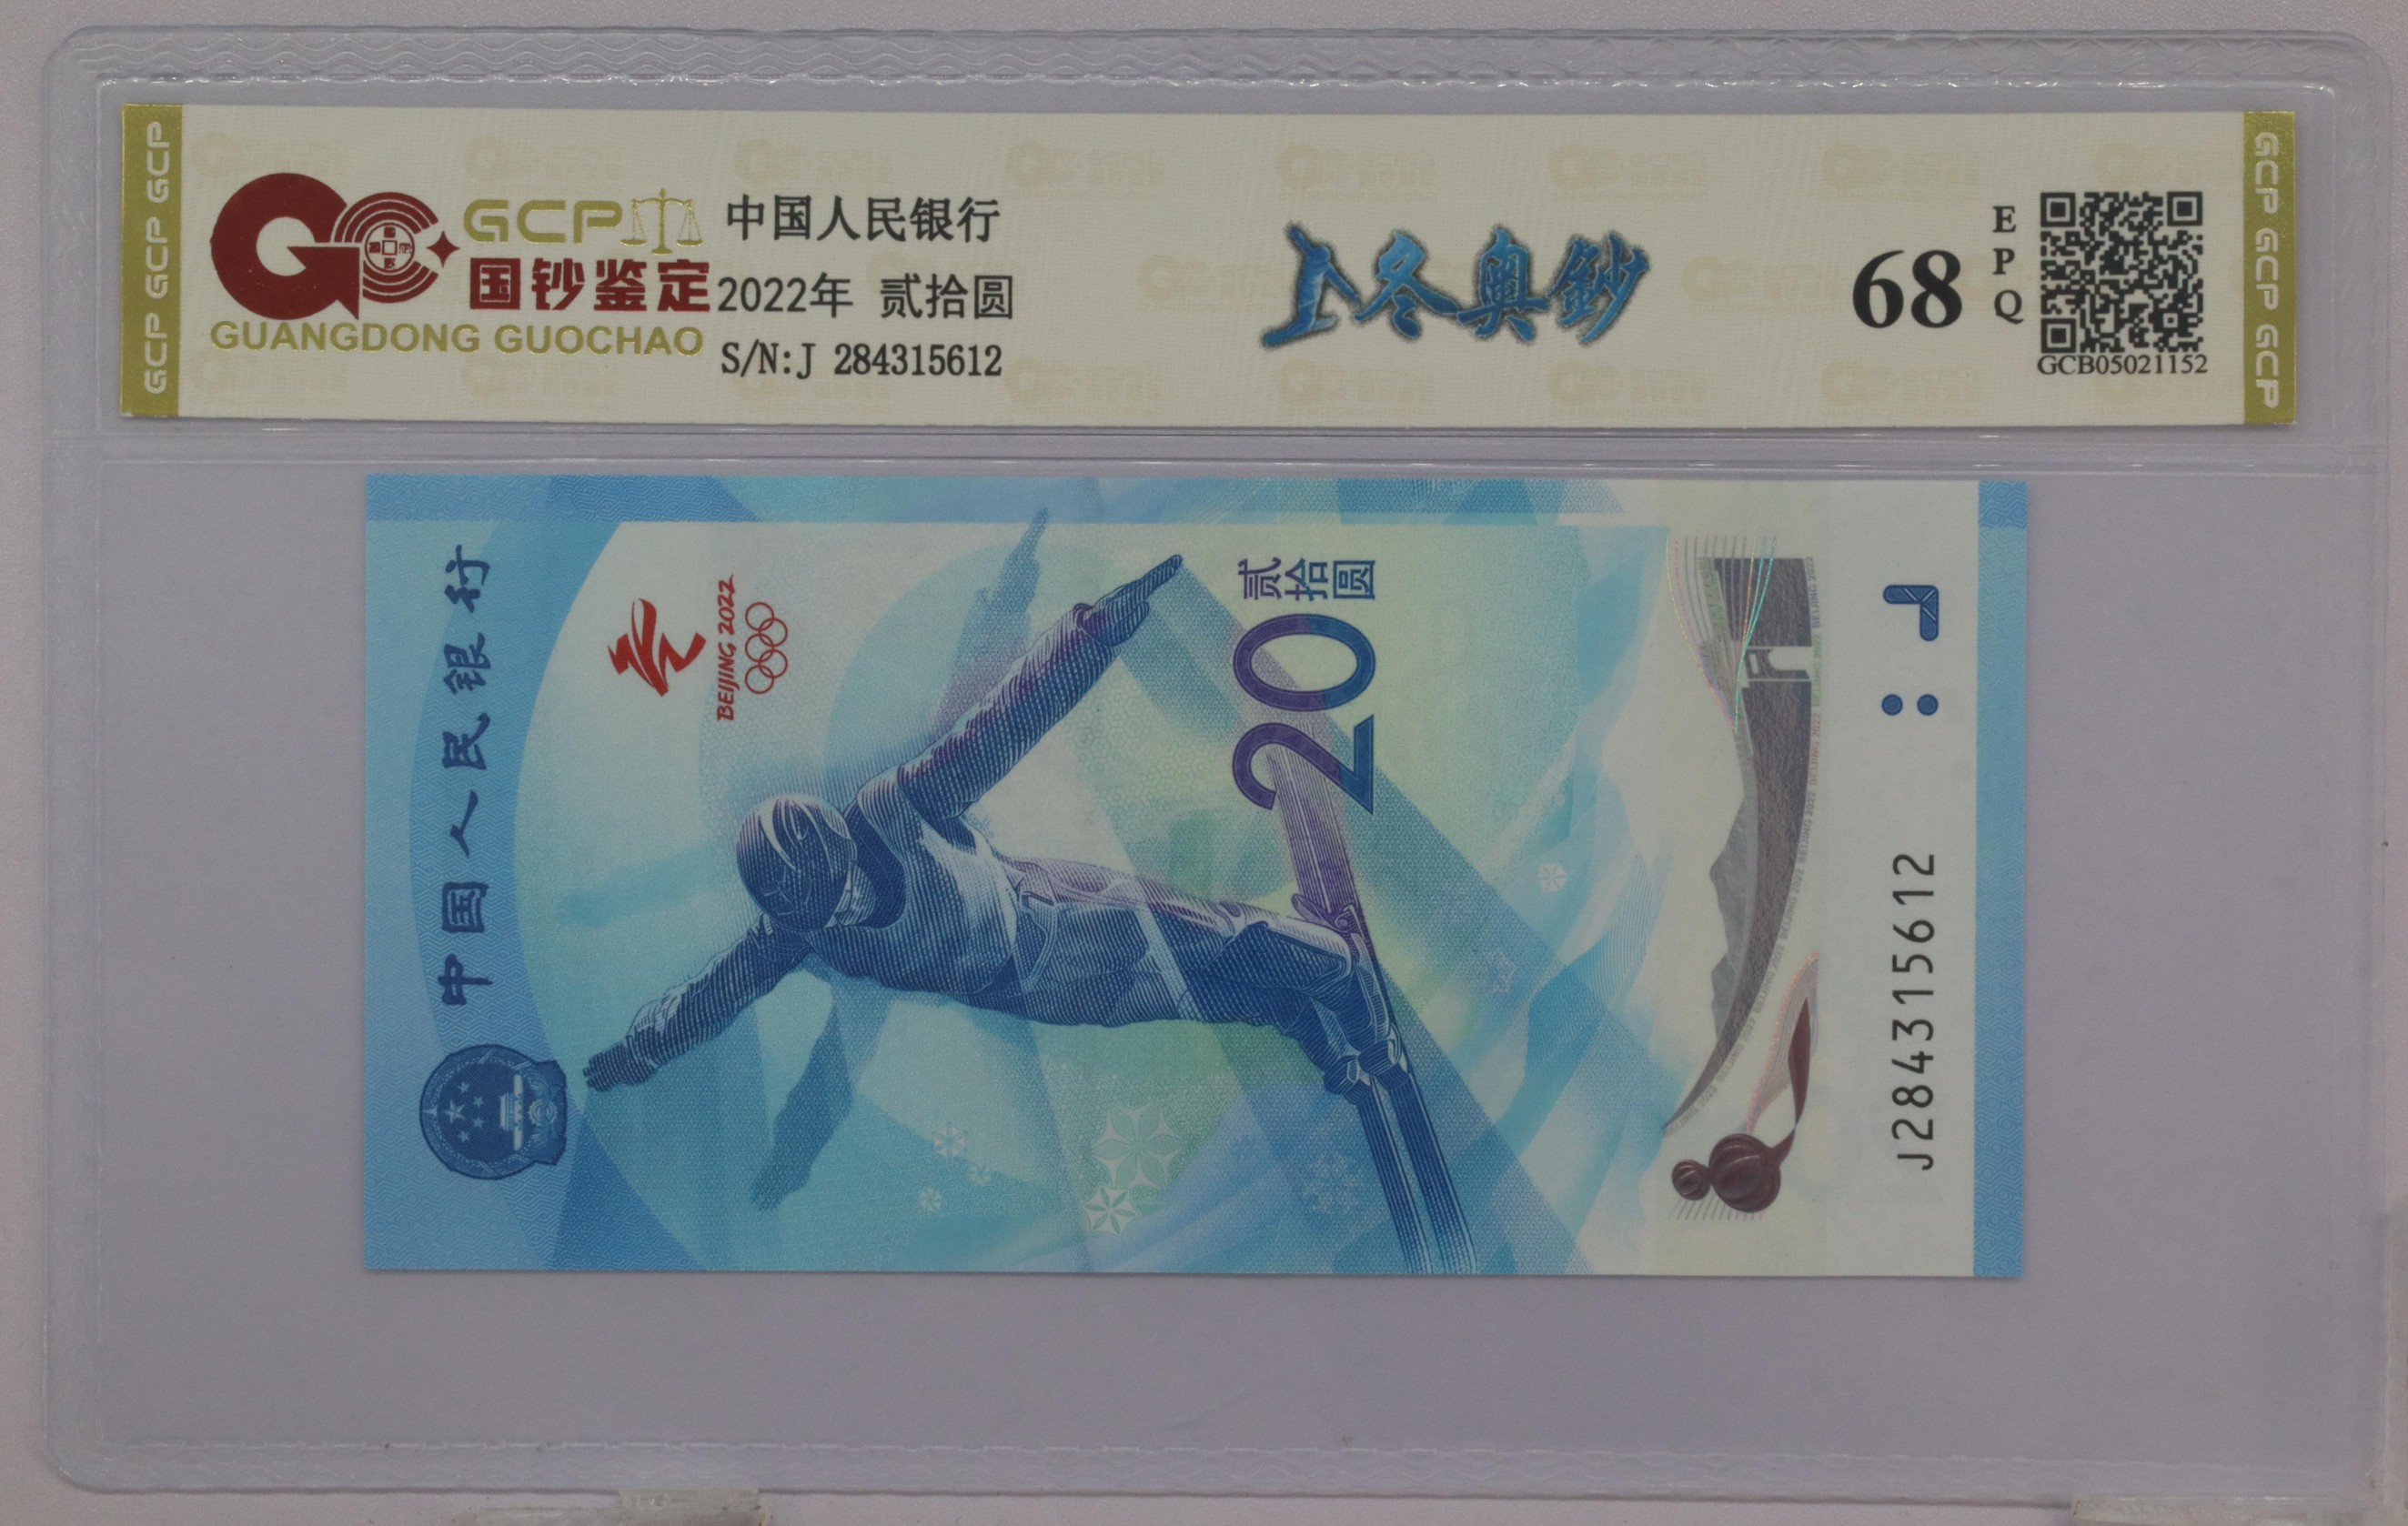 GCP GCP GCP
GCP
国钞鉴定
GUANGDONG GUOCHAO
中国人民银行
2022年 贰拾圆
S/N:J 284315612
冬奥鈔
68
EPQ
GCB05021152
GCP GCP GCP
中国人民银行
BEIJING 2022
贰拾圆
20
J284315612